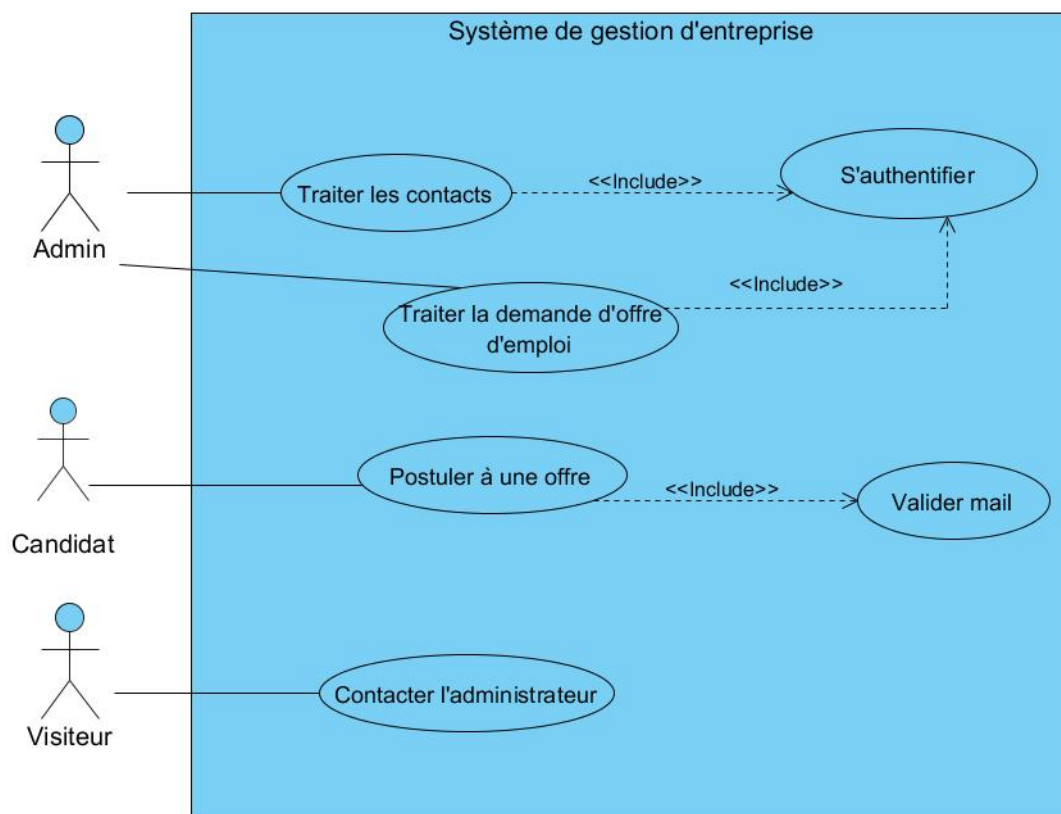 Système de gestion d'entreprise
Admin
Traiter les contacts
<<Include>>
S'authentifier
Traiter la demande d'offre
d'emploi
<<Include>>
Candidat
Postuler à une offre
<<Include>>
Valider mail
Visiteur
Contacter l'administrateur